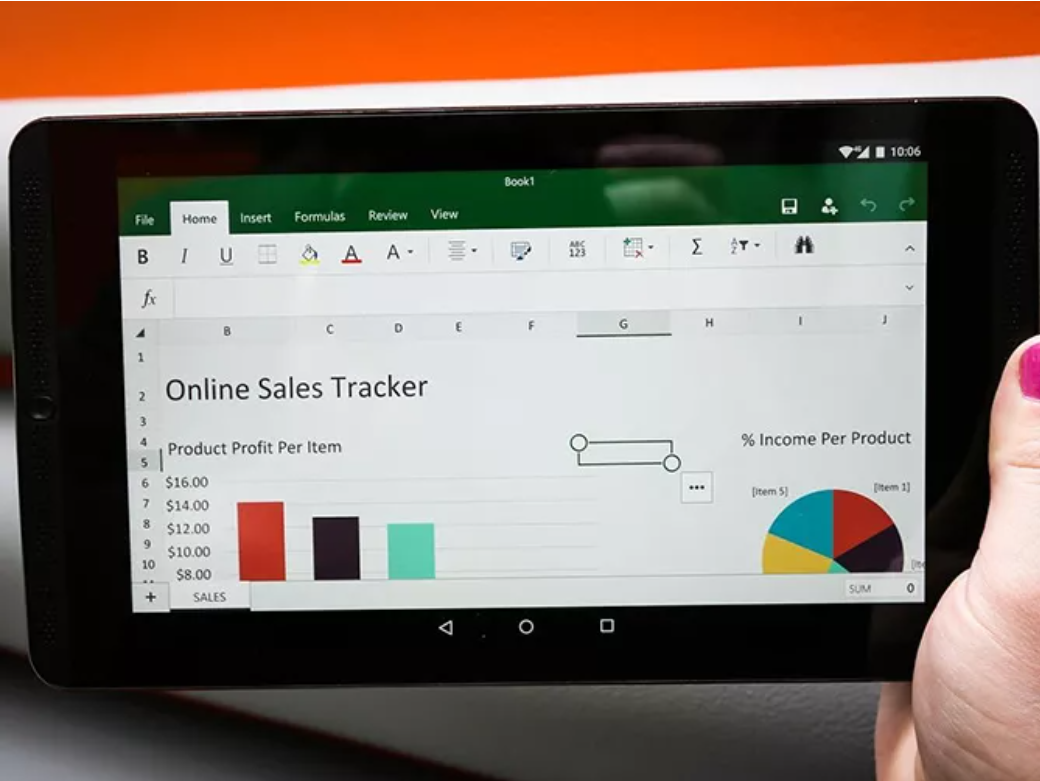 10:06
Book1
File Home Insert Formulas Review View
B I U A A ABC 123 Σ A Z
fx
B C D E F G H I J
1
2 Online Sales Tracker
3
4 Product Profit Per Item % Income Per Product
5
6 $16.00 [Item 5] [Item 1]
7 $14.00
8 $12.00
9 $10.00
10 $8.00
+ SALES SUM 0